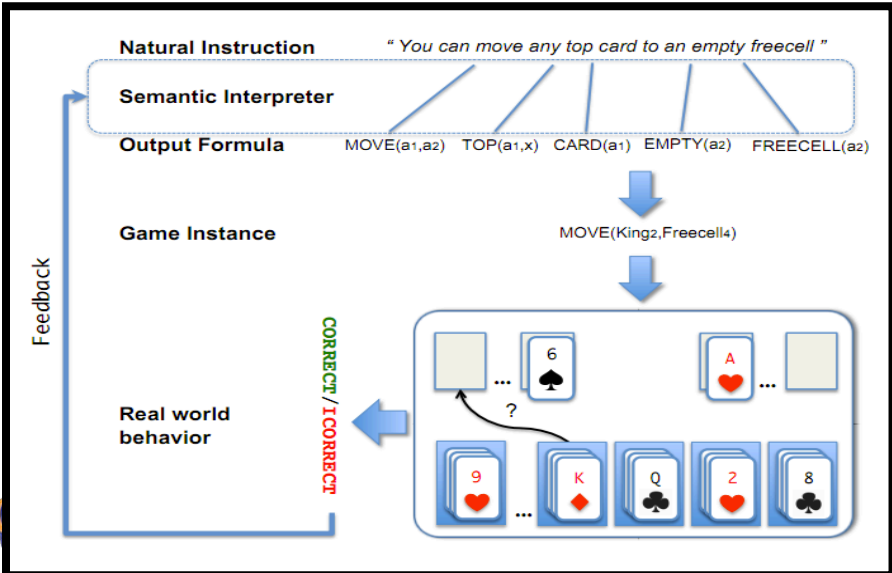 Natural Instruction " You can move any top card to an empty freecell "
Semantic Interpreter
Output Formula MOVE(a1,a2) TOP(a1,x) CARD(a1) EMPTY(a2) FREECELL(a2)
Game Instance MOVE(King2,Freecell4)
Feedback
CORRECT/ICORRECT
Real world
behavior
6 A
... ...
?
9 K Q 2 8
...